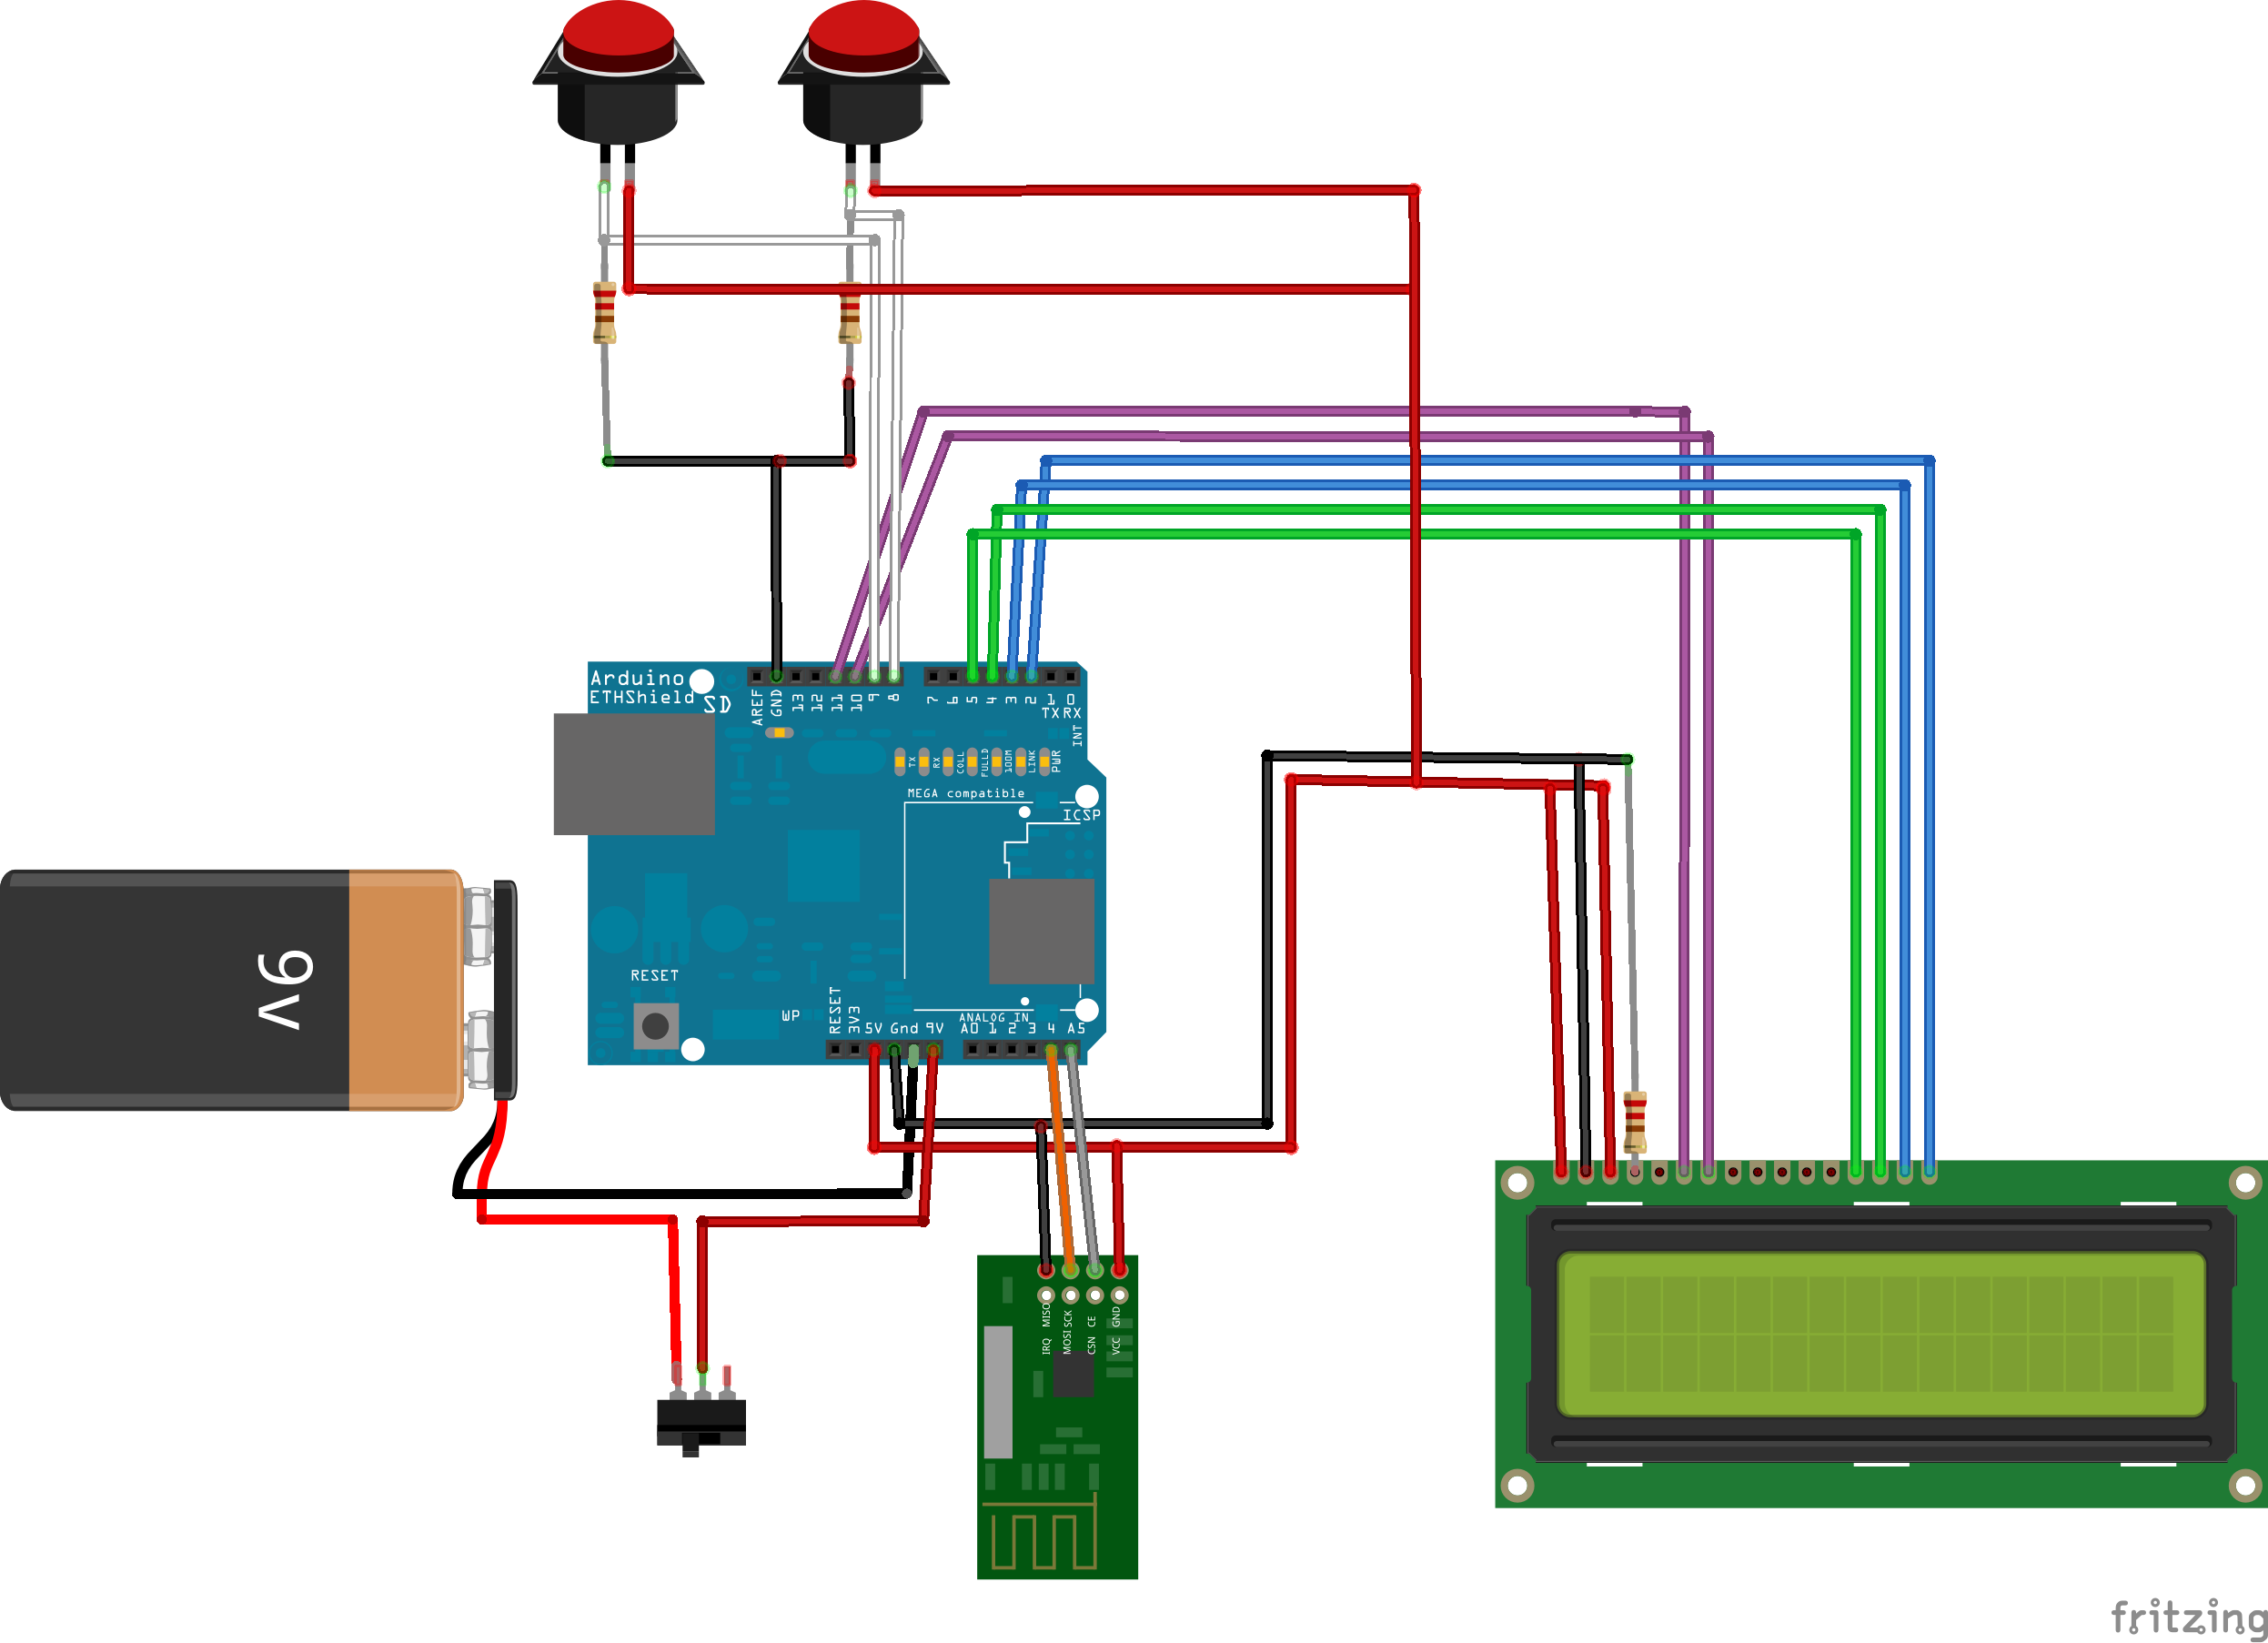 Arduino
ETHShield
SD
AREF
GND
13
12
11
10
9
8
7
6
5
4
3
2
1
0
TX RX
INT
TX
RX
COLL
FULLD
100M
LINK
PWR
MEGA compatible
ICSP
9V
RESET
WP
RESET
3V3
5V Gnd 9V
ANALOG IN
A0 1 2 3 4 A5
MISO SCK CE GND
IRQ MOSI CSN VCC
fritzing